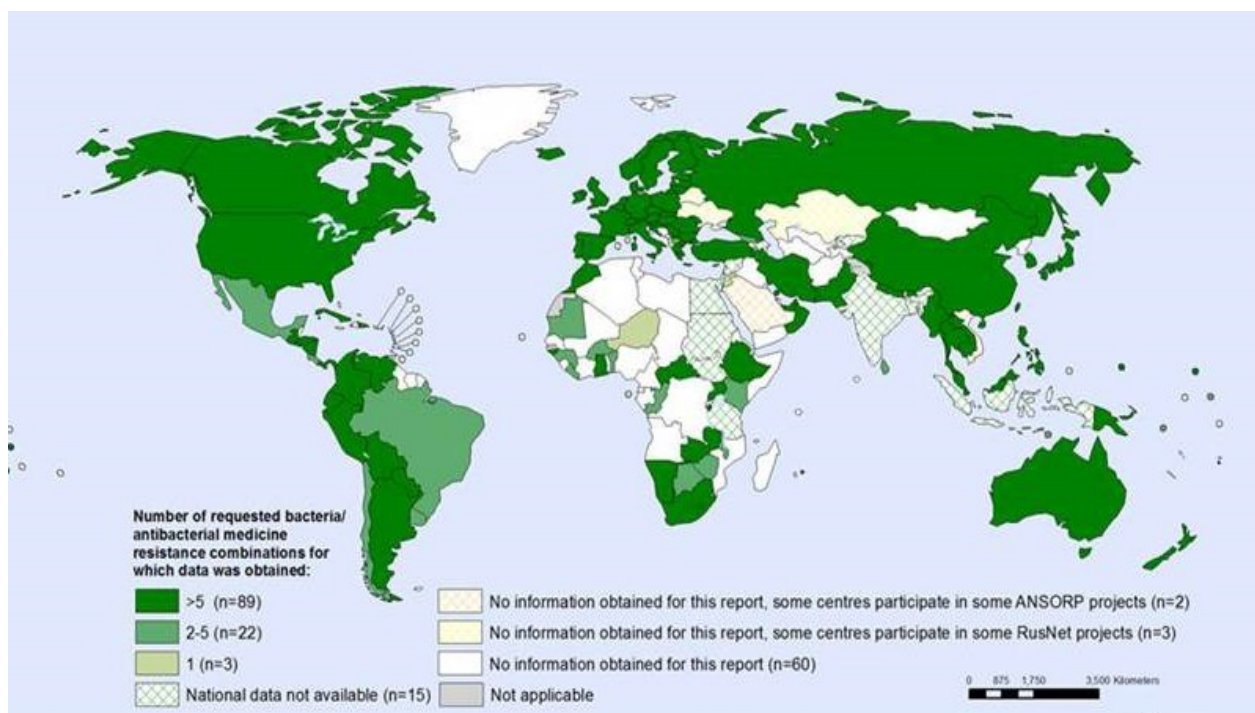 Number of requested bacteria/
antibacterial medicine
resistance combinations for
which data was obtained:
>5 (n=89)
2-5 (n=22)
1 (n=3)
National data not available (n=15)
No information obtained for this report, some centres participate in some ANSORP projects (n=2)
No information obtained for this report, some centres participate in some RusNet projects (n=3)
No information obtained for this report (n=60)
Not applicable
0 875 1,750 3,500 Kilometers